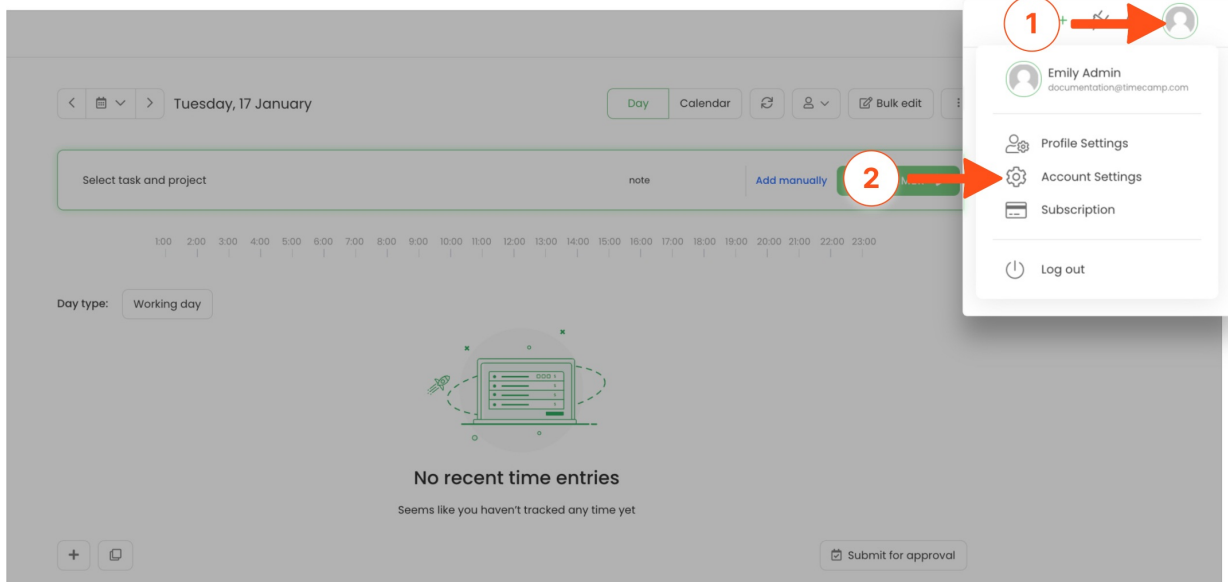 1
Emily Admin
documentation@timecamp.com
Tuesday, 17 January
Day Calendar Bulk edit
Profile Settings
Select task and project note Add manually
2
Account Settings
Subscription
1:00 2:00 3:00 4:00 5:00 6:00 7:00 8:00 9:00 10:00 11:00 12:00 13:00 14:00 15:00 16:00 17:00 18:00 19:00 20:00 21:00 22:00 23:00
Log out
Day type: Working day
No recent time entries
Seems like you haven't tracked any time yet
Submit for approval